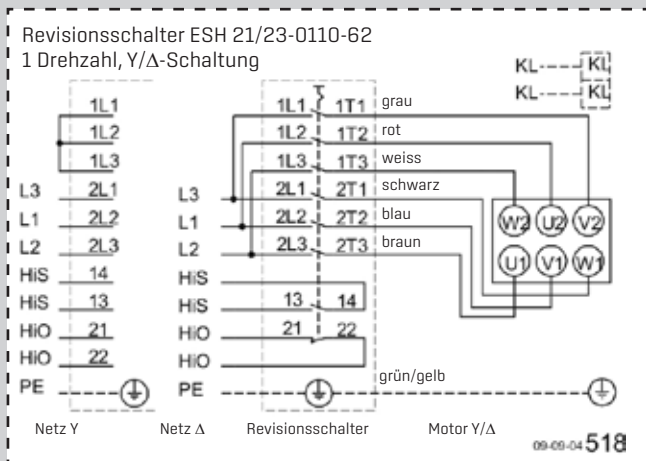 Revisionsschalter ESH 21/23-0110-62
1 Drehzahl, Y/Δ-Schaltung
KL KL
KL KL
1L1 1L1 1T1 grau
1L2 1L2 1T2 rot
1L3 1L3 1T3 weiss
L3 2L1 L3 2L1 2T1 schwarz
L1 2L2 L1 2L2 2T2 blau
L2 2L3 L2 2L3 2T3 braun
W2 U2 V2
U1 V1 W1
HiS 14 HiS
HiS 13 HiS 13 14
HiO 21 HiO 21 22
HiO 22 HiO
PE PE grün/gelb
Netz Y Netz Δ Revisionsschalter Motor Y/Δ
09-09-04 518